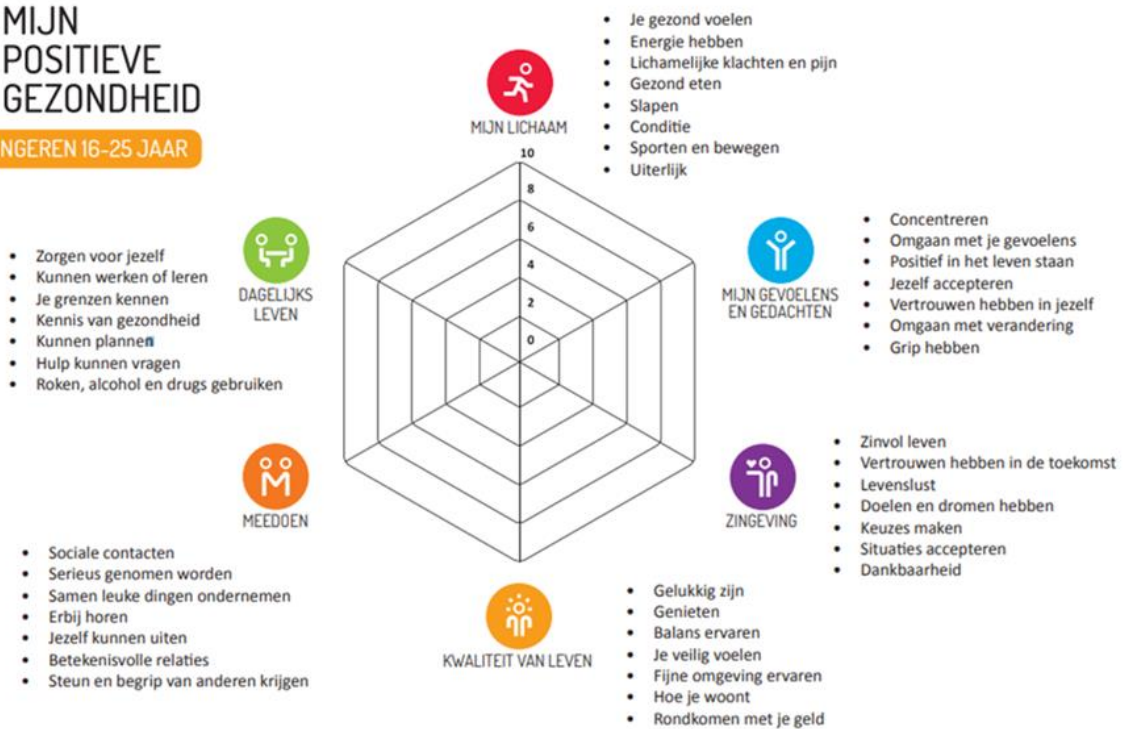 MIJN
POSITIEVE
GEZONDHEID
NGEREN 16-25 JAAR
MIJN LICHAAM
• Je gezond voelen
• Energie hebben
• Lichamelijke klachten en pijn
• Gezond eten
• Slapen
• Conditie
• Sporten en bewegen
• Uiterlijk
10
8
6
4
2
0
MIJN GEVOELENS
EN GEDACHTEN
• Concentreren
• Omgaan met je gevoelens
• Positief in het leven staan
• Jezelf accepteren
• Vertrouwen hebben in jezelf
• Omgaan met verandering
• Grip hebben
DAGELIJKS
LEVEN
• Zorgen voor jezelf
• Kunnen werken of leren
• Je grenzen kennen
• Kennis van gezondheid
• Kunnen plannen
• Hulp kunnen vragen
• Roken, alcohol en drugs gebruiken
ZINGEVING
• Zinvol leven
• Vertrouwen hebben in de toekomst
• Levenslust
• Doelen en dromen hebben
• Keuzes maken
• Situaties accepteren
• Dankbaarheid
MEEDOEN
• Sociale contacten
• Serieus genomen worden
• Samen leuke dingen ondernemen
• Erbij horen
• Jezelf kunnen uiten
• Betekenisvolle relaties
• Steun en begrip van anderen krijgen
KWALITEIT VAN LEVEN
• Gelukkig zijn
• Genieten
• Balans ervaren
• Je veilig voelen
• Fijne omgeving ervaren
• Hoe je woont
• Rondkomen met je geld